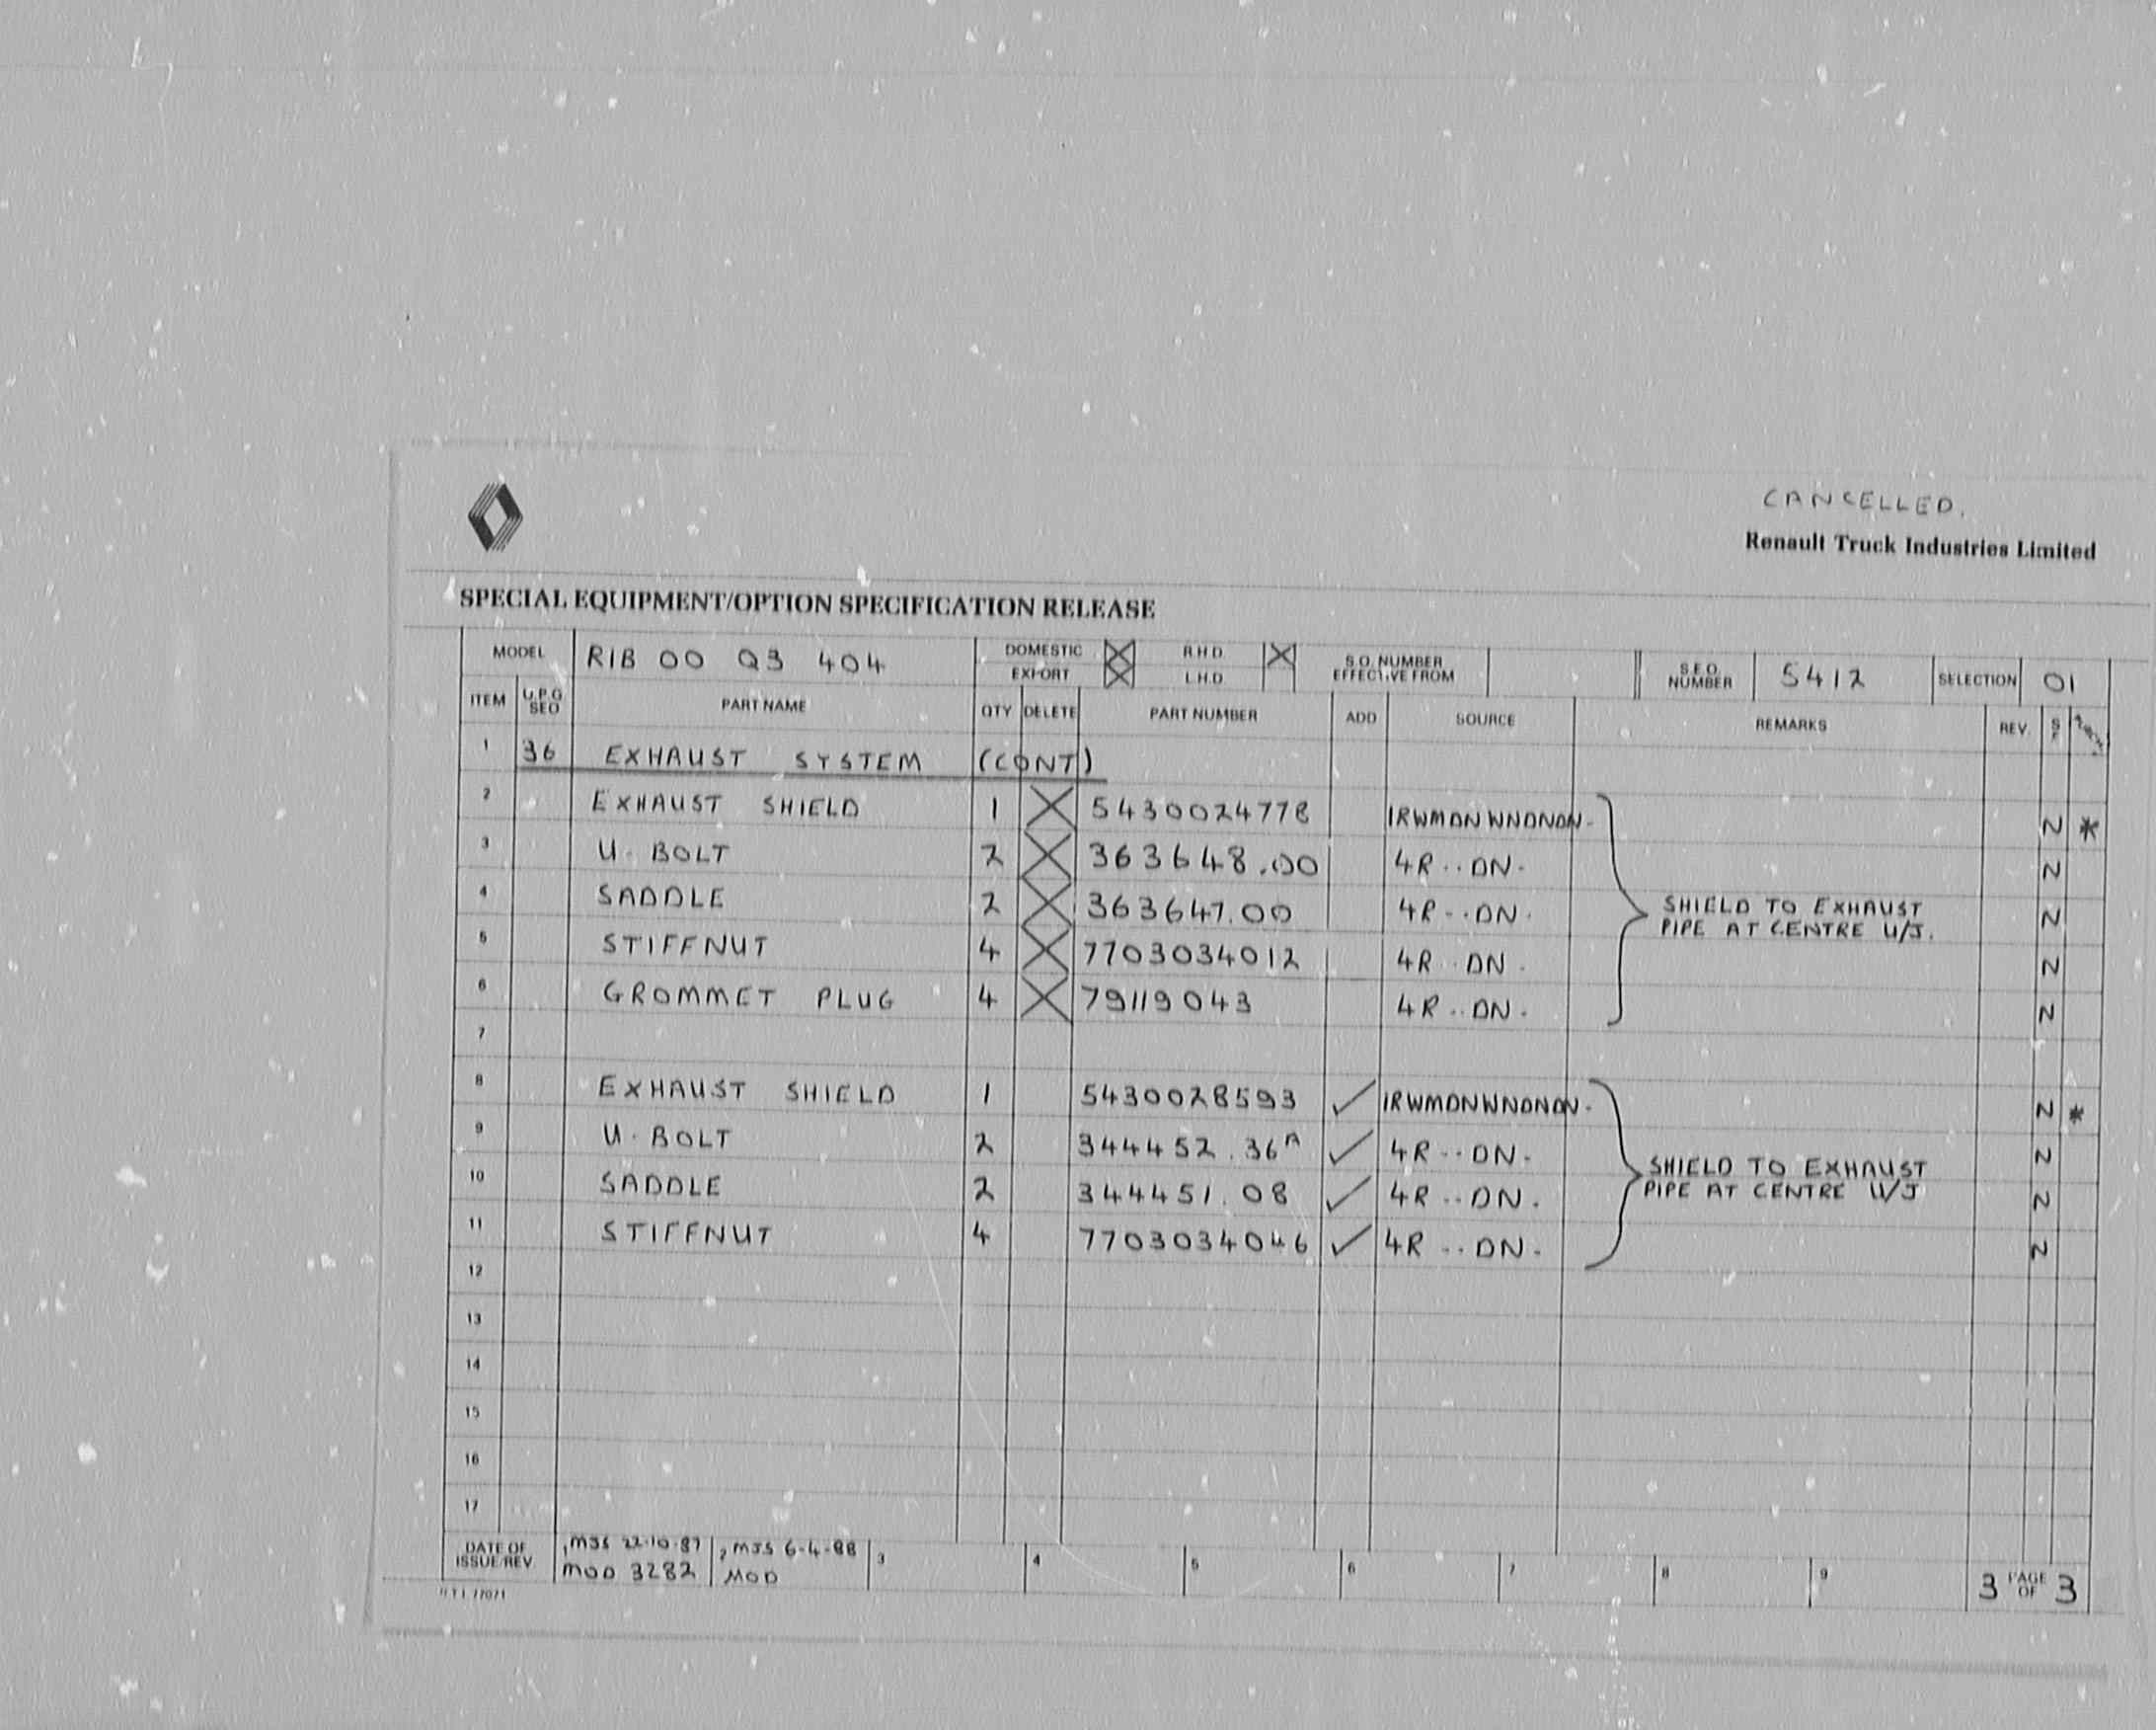 CANCELLED.
Renault Truck Industries Limited
SPECIAL EQUIPMENT/OPTION SPECIFICATION RELEASE
MODEL RIB 00 Q3 404 DOMESTIC EXPORT R.H.D. L.H.D. S.O. NUMBER EFFECTIVE FROM S.E.O. NUMBER 5412 SELECTION 01
ITEM U.P.G SEO PART NAME QTY DELETE PART NUMBER ADD SOURCE REMARKS REV
1 36 EXHAUST SYSTEM (CONT)
2 EXHAUST SHIELD 1 X 5430024778 1RWMDNWNDNDN. N *
3 U. BOLT 2 X 363648.00 4R..DN. N
4 SADDLE 2 X 363647.00 4R..DN. N
SHIELD TO EXHAUST
PIPE AT CENTRE U/J.
5 STIFFNUT 4 X 7703034012 4R..DN. N
6 GROMMET PLUG 4 X 79119043 4R..DN. N
7
8 EXHAUST SHIELD 1 5430028593 ✓ 1RWMDNWNDNDN. N *
9 U. BOLT 2 344452.36A ✓ 4R..DN. N
SHIELD TO EXHAUST
PIPE AT CENTRE U/J
10 SADDLE 2 344451.08 ✓ 4R..DN. N
11 STIFFNUT 4 7703034046 ✓ 4R..DN. N
12
13
14
15
16
17
DATE OF ISSUE/REV 1 MJS 22-10-87 2 MJS 6-4-88 3 4 5 6 7 8 9 3 PAGE OF 3
MOD 3282 MOD